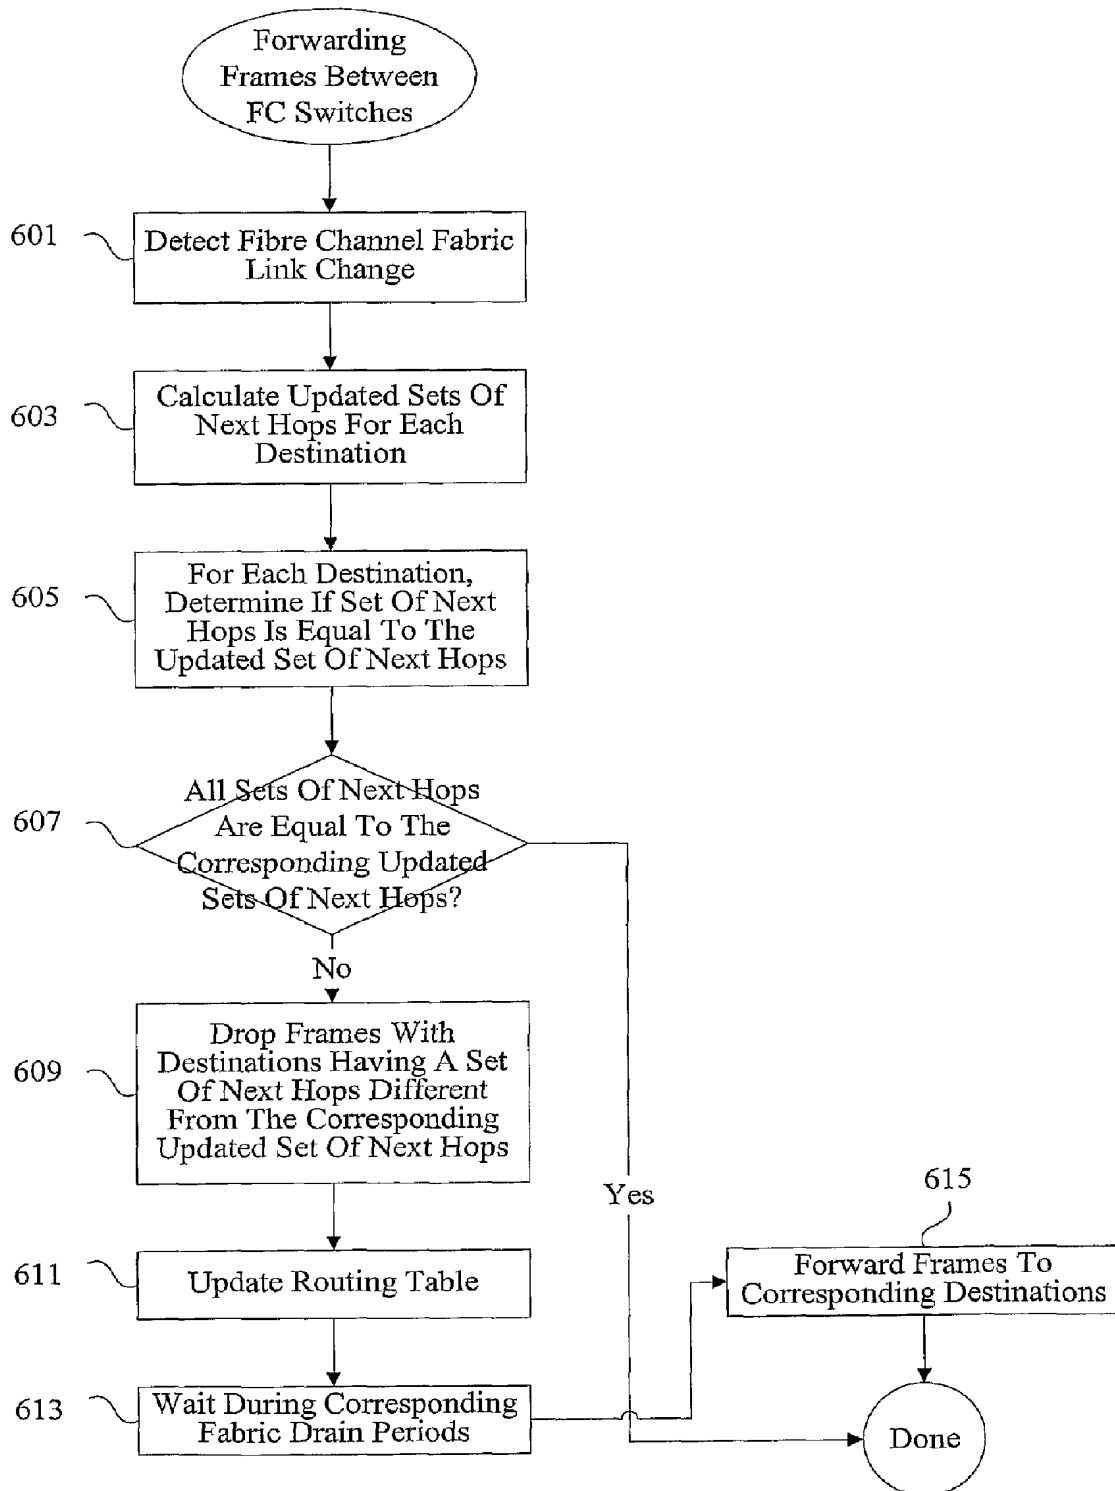 Forwarding
Frames Between
FC Switches
601
Detect Fibre Channel Fabric
Link Change
603
Calculate Updated Sets Of
Next Hops For Each
Destination
605
For Each Destination,
Determine If Set Of Next
Hops Is Equal To The
Updated Set Of Next Hops
607
All Sets Of Next Hops
Are Equal To The
Corresponding Updated
Sets Of Next Hops?
No
609
Drop Frames With
Destinations Having A Set
Of Next Hops Different
From The Corresponding
Updated Set Of Next Hops
Yes
615
611
Update Routing Table
Forward Frames To
Corresponding Destinations
613
Wait During Corresponding
Fabric Drain Periods
Done